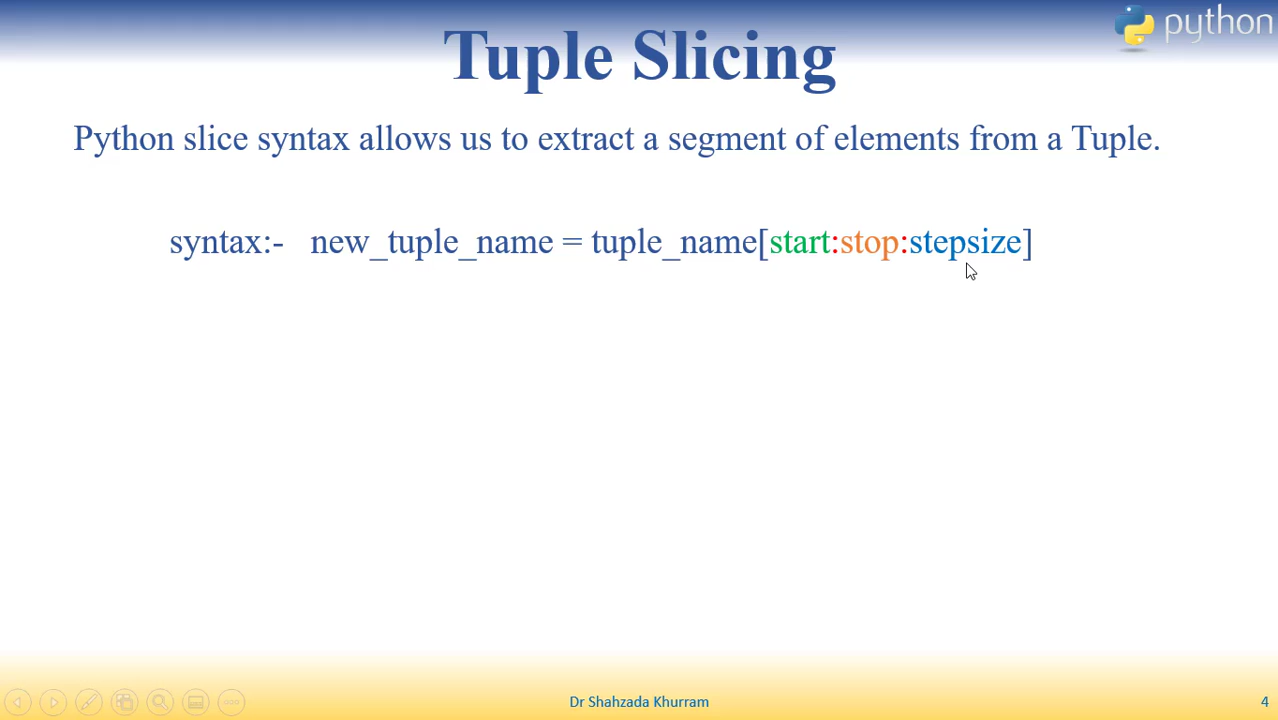 python
Tuple Slicing
Python slice syntax allows us to extract a segment of elements from a Tuple.
syntax:- new_tuple_name = tuple_name[start:stop:stepsize]
Dr Shahzada Khurram
4